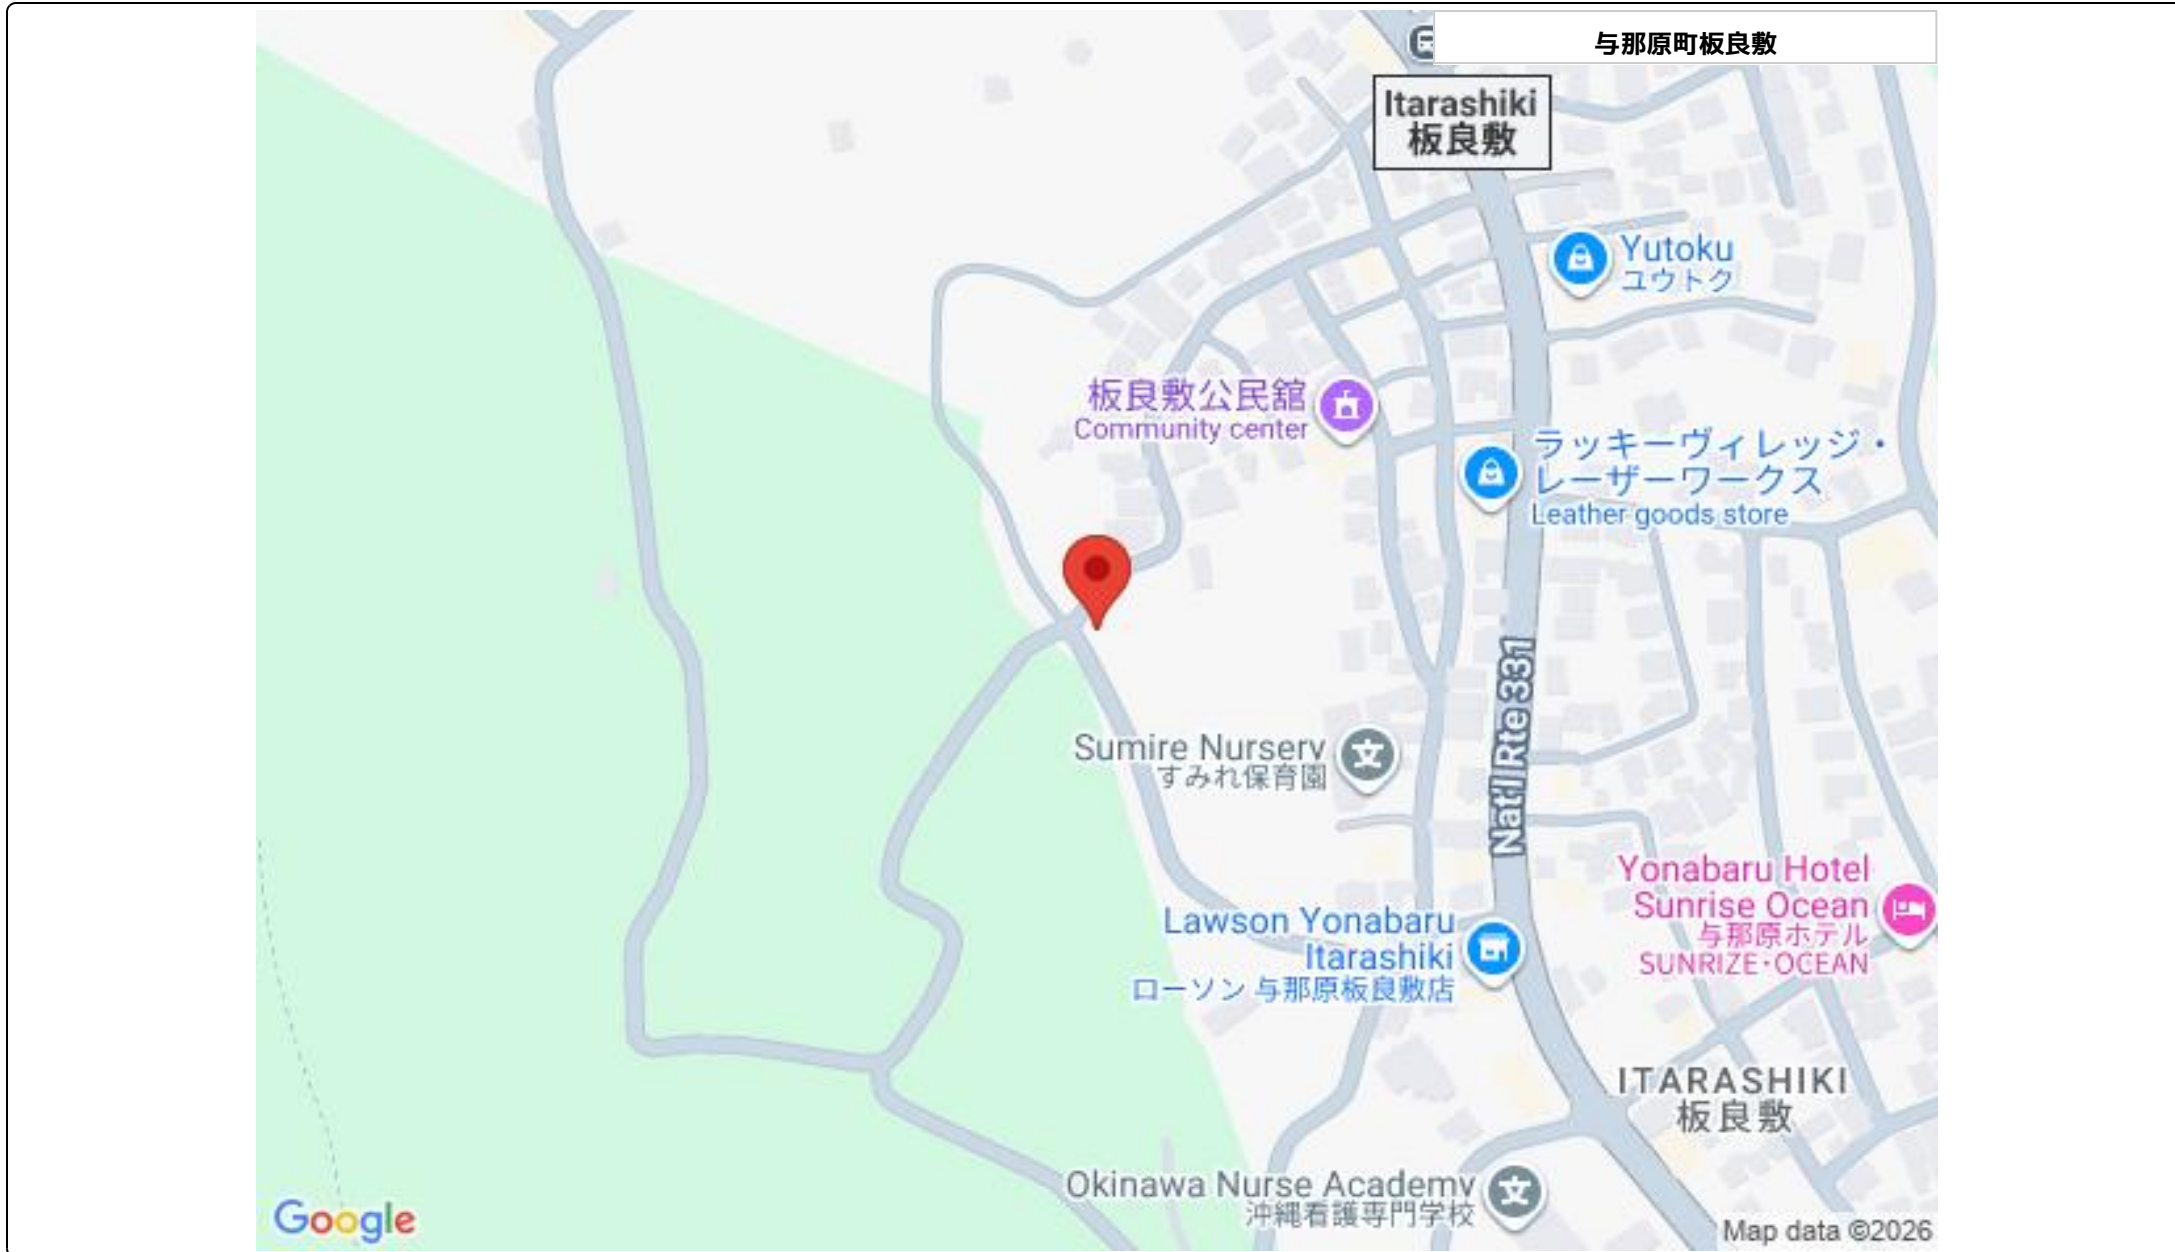 与那原町板良敷
Itarashiki
板良敷
Yutoku
ユウトク
板良敷公民舘
Community center
ラッキーヴィレッジ・
レーザーワークス
Leather goods store
Nat'l Rte 331
Sumire Nursery
すみれ保育園
Yonabaru Hotel
Sunrise Ocean
与那原ホテル
SUNRIZE･OCEAN
Lawson Yonabaru
Itarashiki
ローソン 与那原板良敷店
ITARASHIKI
板良敷
Okinawa Nurse Academy
沖縄看護専門学校
Google
Map data ©2026